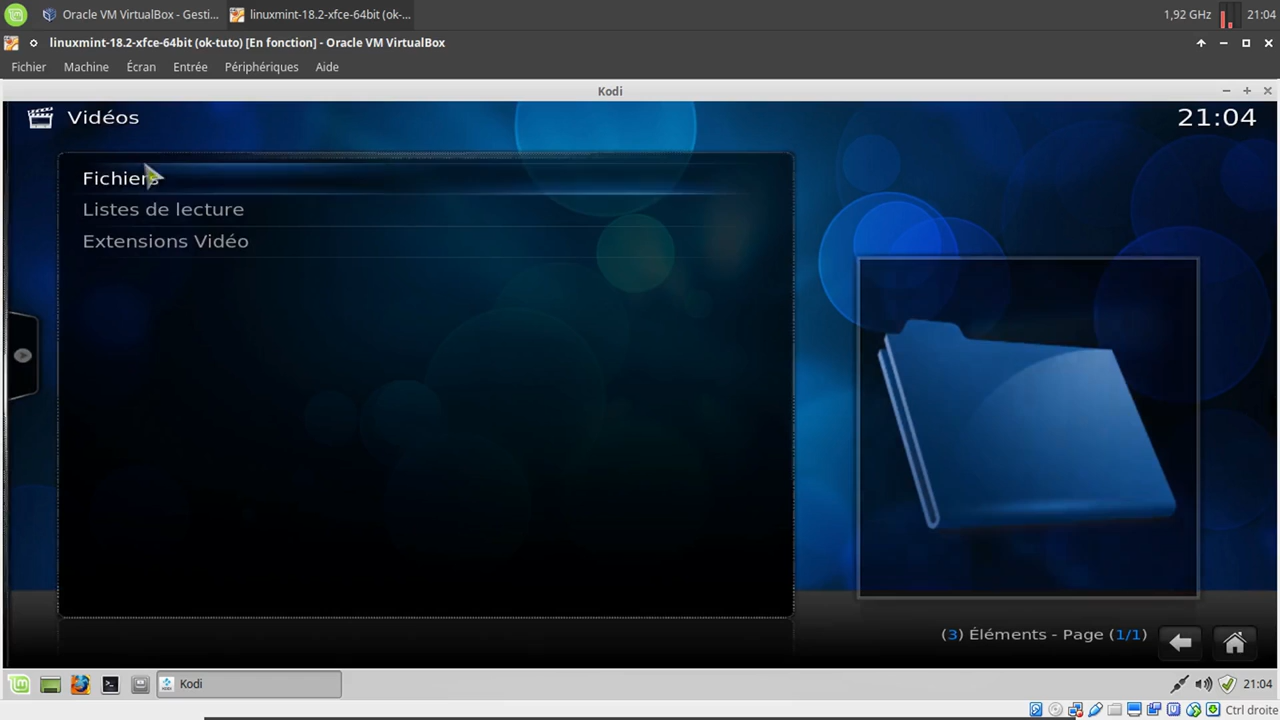 Oracle VM VirtualBox - Gesti...
linuxmint-18.2-xfce-64bit (ok-...
1,92 GHz
21:04
linuxmint-18.2-xfce-64bit (ok-tuto) [En fonction] - Oracle VM VirtualBox
Fichier
Machine
Écran
Entrée
Périphériques
Aide
Kodi
Vidéos
21:04
Fichiers
Listes de lecture
Extensions Vidéo
(3) Éléments - Page (1/1)
Kodi
21:04
Ctrl droite